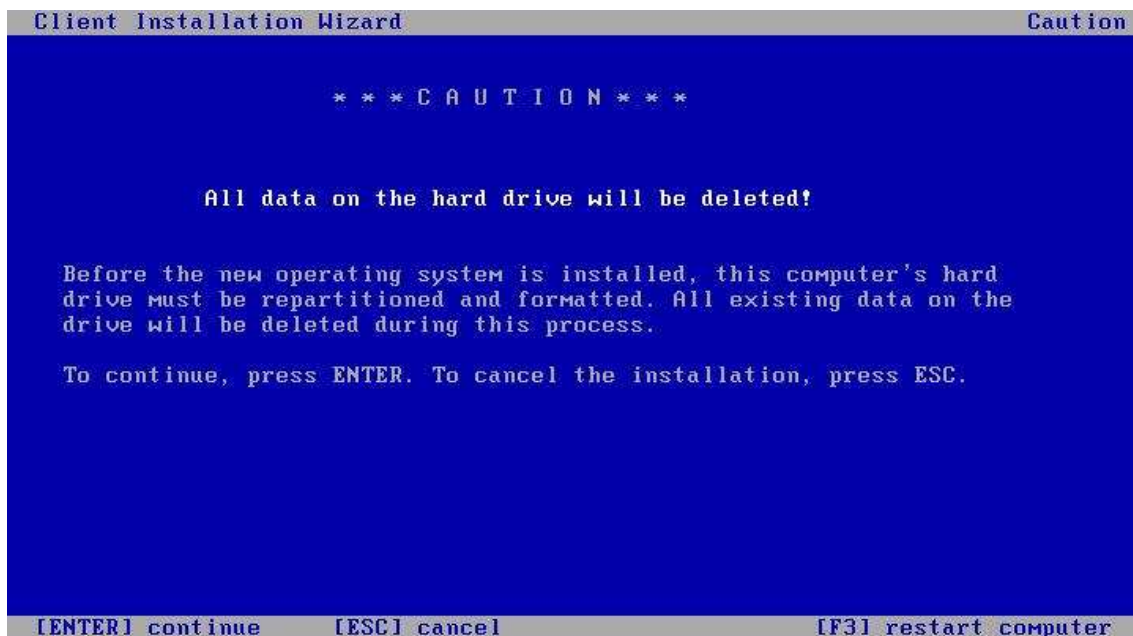 Client Installation Wizard Caution
* * * C A U T I O N * * *
All data on the hard drive will be deleted!
Before the new operating system is installed, this computer's hard
drive must be repartitioned and formatted. All existing data on the
drive will be deleted during this process.
To continue, press ENTER. To cancel the installation, press ESC.
[ENTER] continue [ESC] cancel [F3] restart computer